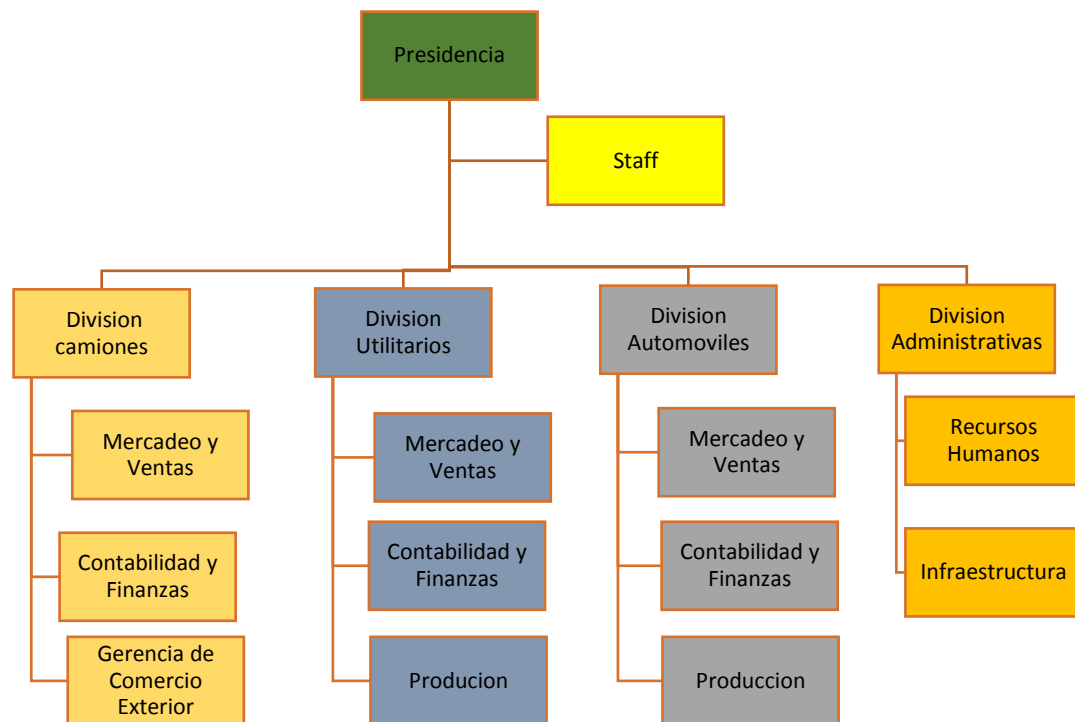 Presidencia
Staff
Division
camiones
Division
Utilitarios
Division
Automoviles
Division
Administrativas
Mercadeo y
Ventas
Mercadeo y
Ventas
Mercadeo y
Ventas
Recursos
Humanos
Contabilidad y
Finanzas
Contabilidad y
Finanzas
Contabilidad y
Finanzas
Infraestructura
Gerencia de
Comercio
Exterior
Producion
Produccion